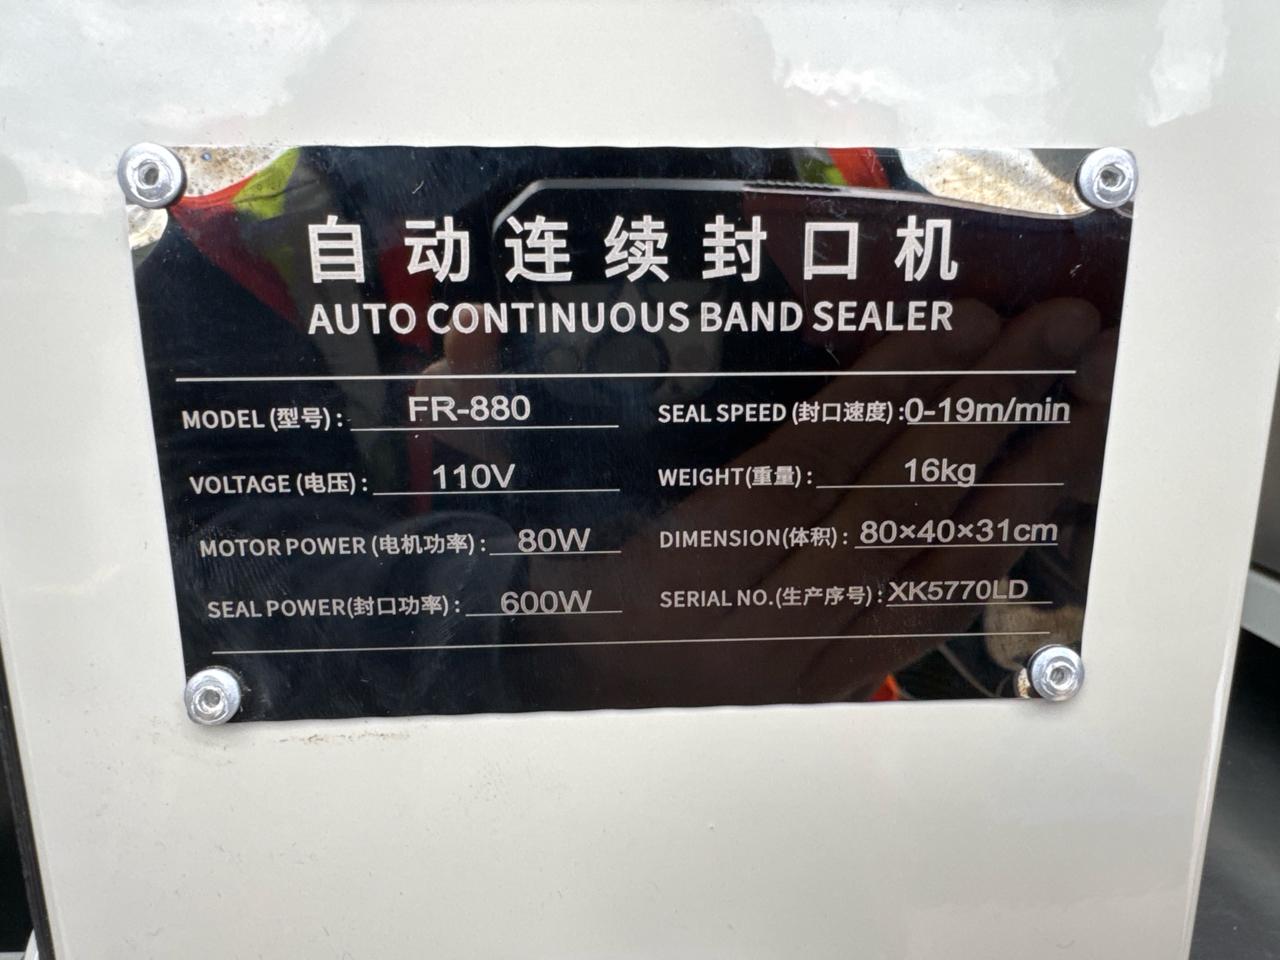 自动连续封口机
AUTO CONTINUOUS BAND SEALER
MODEL (型号): FR-880
SEAL SPEED (封口速度): 0-19m/min
VOLTAGE (电压): 110V
WEIGHT(重量): 16kg
MOTOR POWER (电机功率): 80W
DIMENSION(体积): 80×40×31cm
SEAL POWER(封口功率): 600W
SERIAL NO.(生产序号): XK5770LD